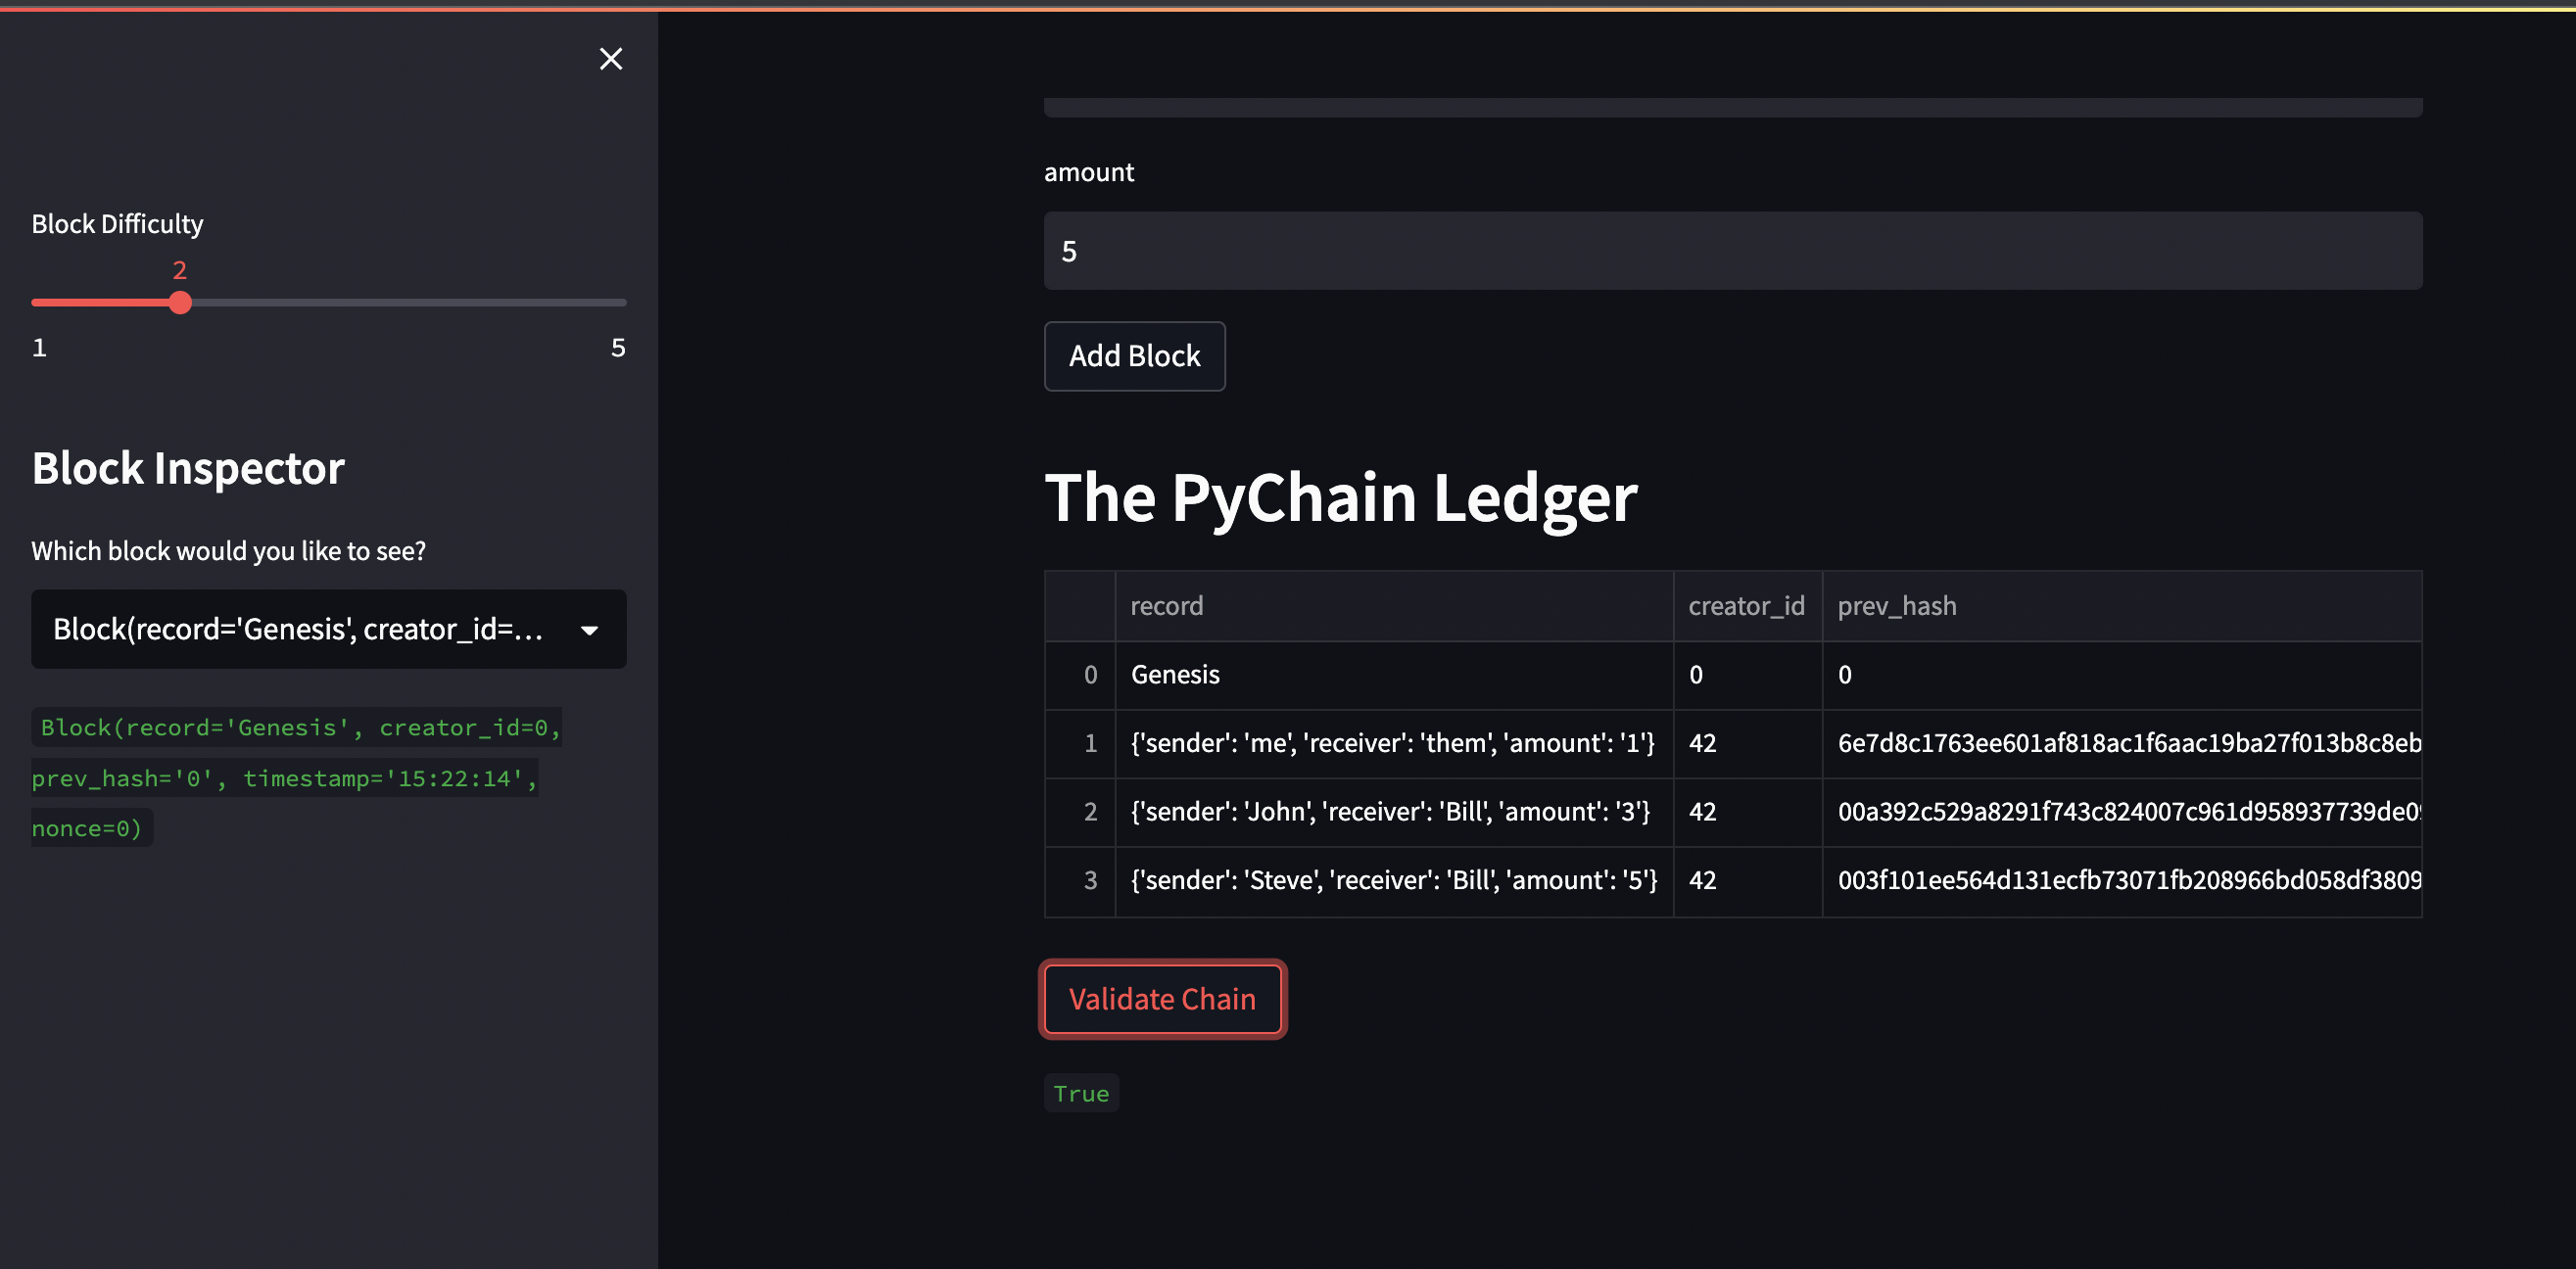 Block Difficulty
2
1 5
Block Inspector
Which block would you like to see?
Block(record='Genesis', creator_id=...
Block(record='Genesis', creator_id=0,
prev_hash='0', timestamp='15:22:14',
nonce=0)
amount
5
Add Block
The PyChain Ledger
record creator_id prev_hash
0 Genesis 0 0
1 {'sender': 'me', 'receiver': 'them', 'amount': '1'} 42 6e7d8c1763ee601af818ac1f6aac19ba27f013b8c8eb
2 {'sender': 'John', 'receiver': 'Bill', 'amount': '3'} 42 00a392c529a8291f743c824007c961d958937739de09
3 {'sender': 'Steve', 'receiver': 'Bill', 'amount': '5'} 42 003f101ee564d131ecfb73071fb208966bd058df3809
Validate Chain
True